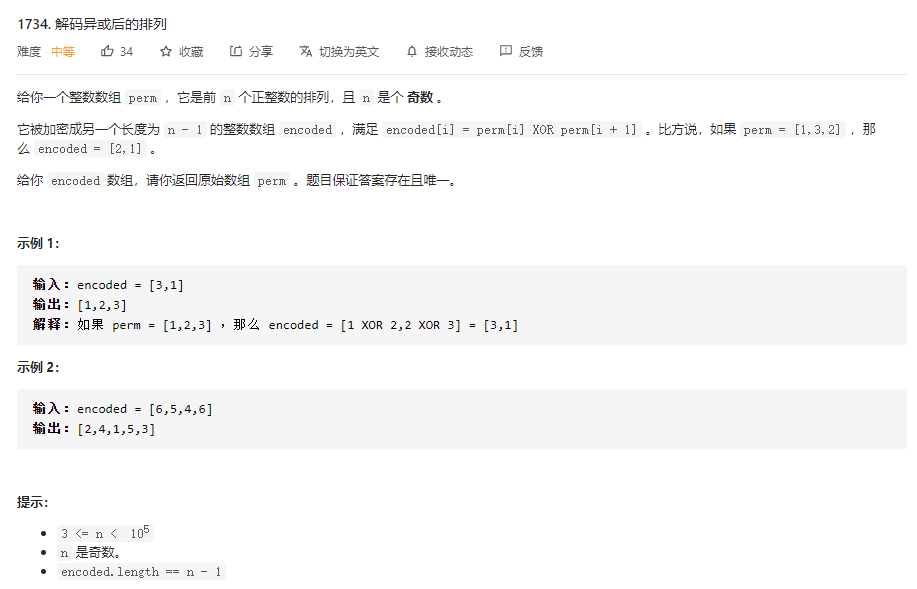 1734. 解码异或后的排列
难度 中等 34 收藏 分享 切换为英文 接收动态 反馈
给你一个整数数组 perm ，它是前 n 个正整数的排列，且 n 是个 奇数 。
它被加密成另一个长度为 n - 1 的整数数组 encoded ，满足 encoded[i] = perm[i] XOR perm[i + 1] 。比方说，如果 perm = [1,3,2] ，那
么 encoded = [2,1] 。
给你 encoded 数组，请你返回原始数组 perm 。题目保证答案存在且唯一。
示例 1：
输入：encoded = [3,1]
输出：[1,2,3]
解释：如果 perm = [1,2,3] ，那么 encoded = [1 XOR 2,2 XOR 3] = [3,1]
示例 2：
输入：encoded = [6,5,4,6]
输出：[2,4,1,5,3]
提示：
• 3 <= n < 10⁵
• n 是奇数。
• encoded.length == n - 1